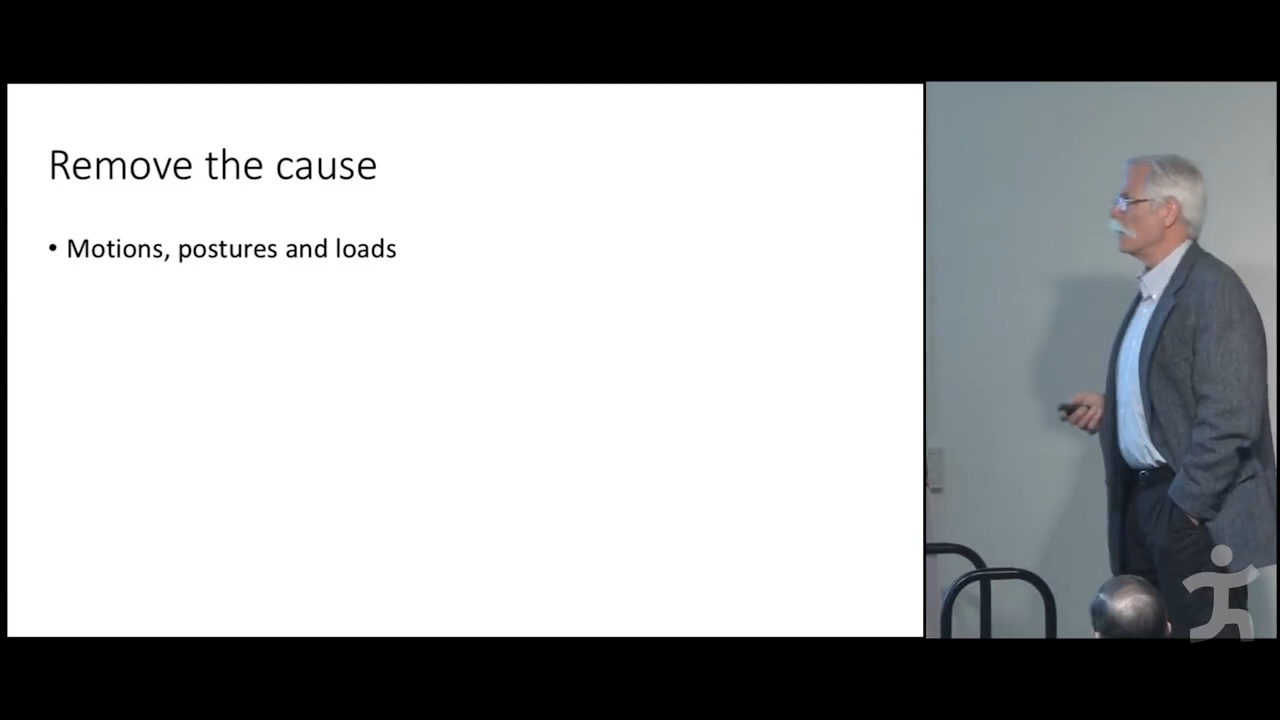 Remove the cause
• Motions, postures and loads